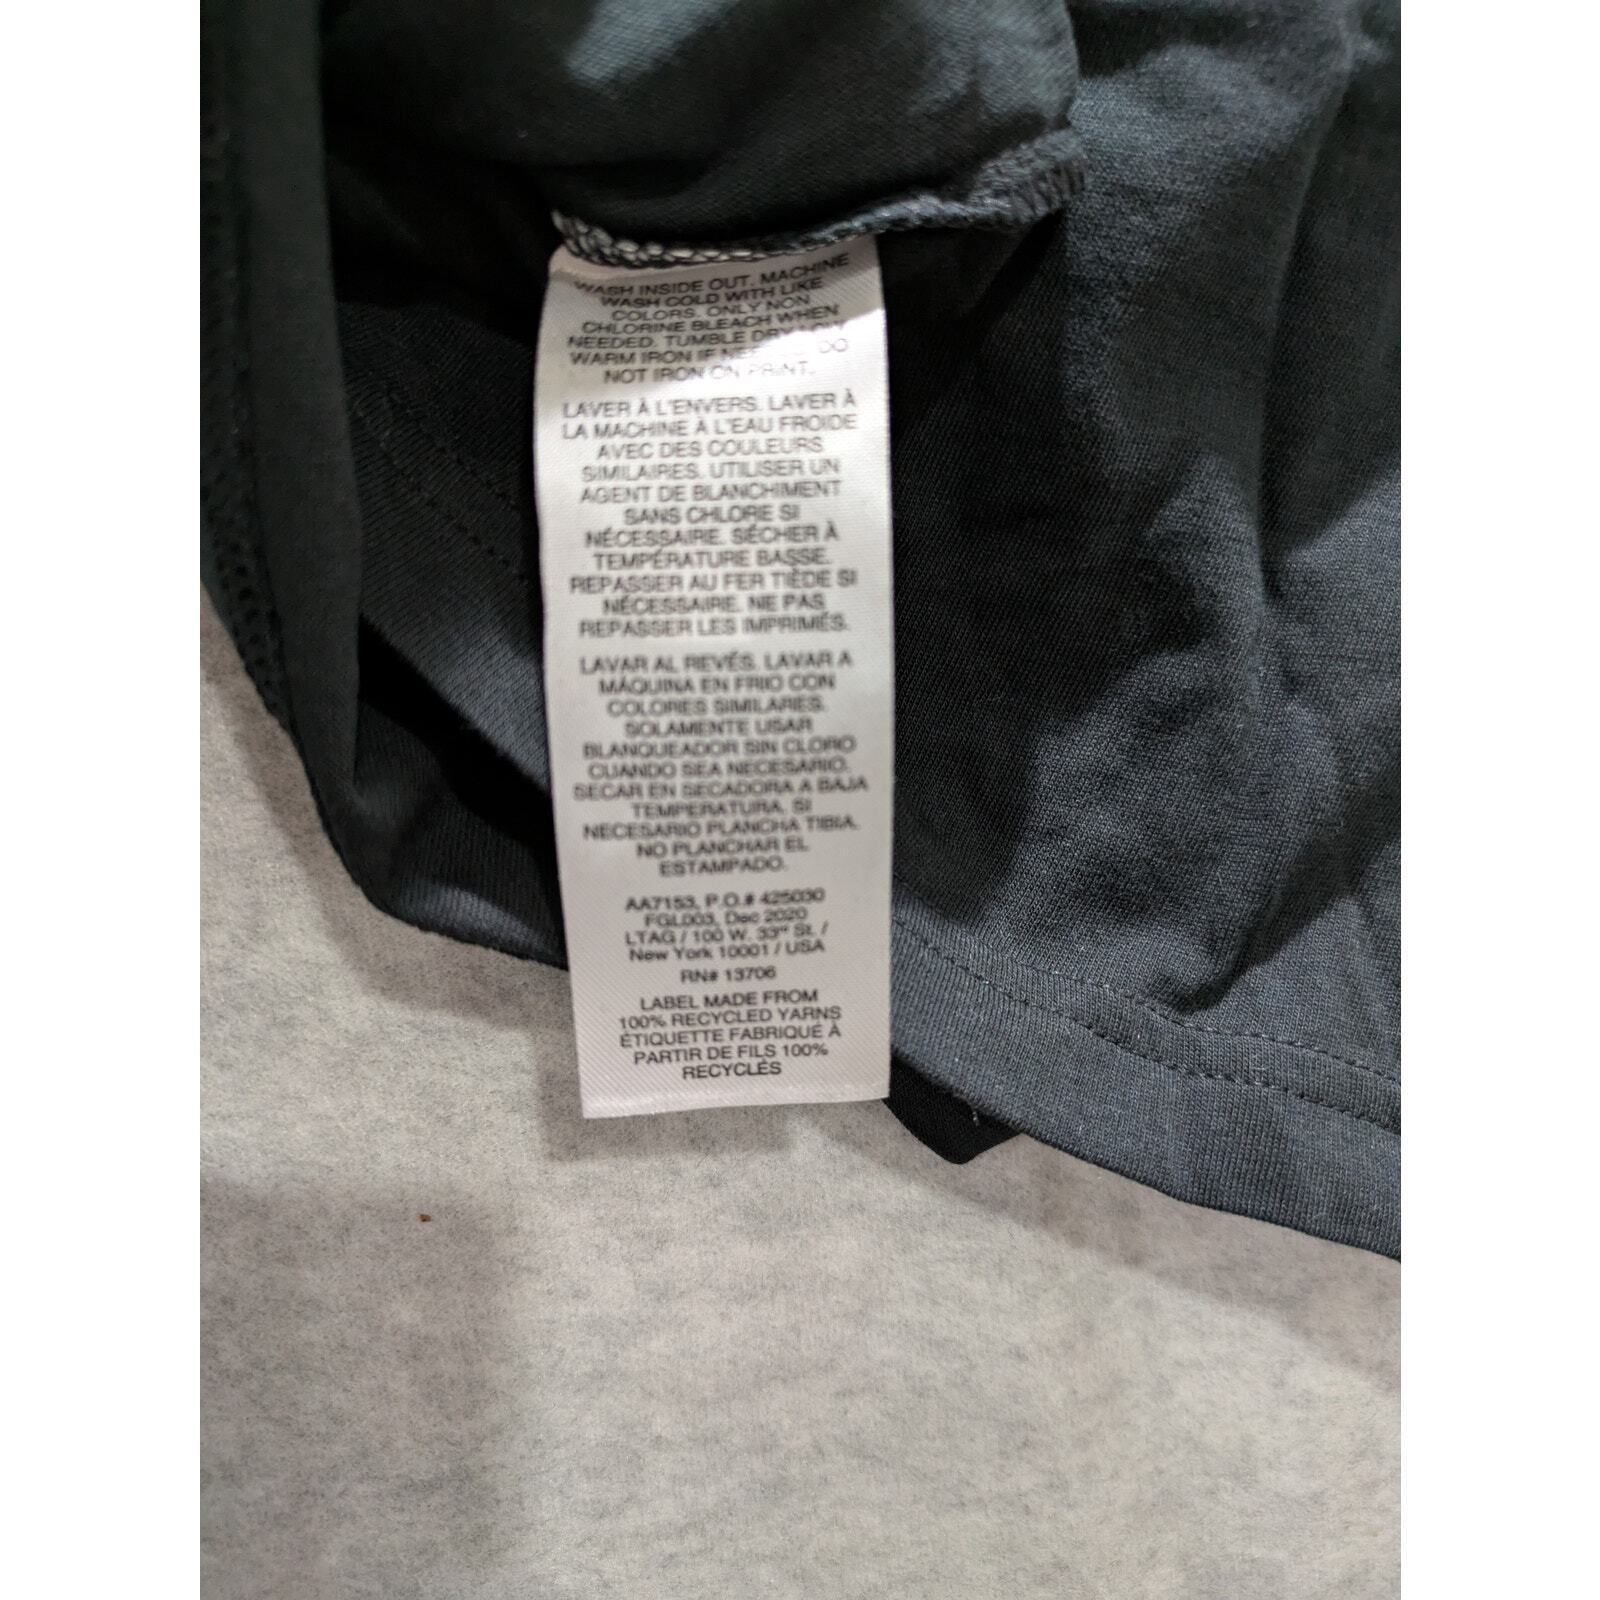 WASH INSIDE OUT. MACHINE
WASH COLD WITH LIKE
COLORS. ONLY NON
CHLORINE BLEACH WHEN
NEEDED. TUMBLE DRY LOW
WARM IRON IF NEEDED. DO
NOT IRON ON PRINT.
LAVER À L'ENVERS. LAVER À
LA MACHINE À L'EAU FROIDE
AVEC DES COULEURS
SIMILAIRES. UTILISER UN
AGENT DE BLANCHIMENT
SANS CHLORE SI
NÉCESSAIRE. SÉCHER À
TEMPÉRATURE BASSE.
REPASSER AU FER TIÈDE SI
NÉCESSAIRE. NE PAS
REPASSER LES IMPRIMÉS.
LAVAR AL REVÉS. LAVAR A
MÁQUINA EN FRIO CON
COLORES SIMILARES.
SOLAMENTE USAR
BLANQUEADOR SIN CLORO
CUANDO SEA NECESARIO.
SECAR EN SECADORA A BAJA
TEMPERATURA. SI
NECESARIO PLANCHA TIBIA.
NO PLANCHAR EL
ESTAMPADO.
AA7153, P.O.# 425030
FGL003, Dec 2020
LTAG / 100 W. 33rd St. /
New York 10001 / USA
RN# 13706
LABEL MADE FROM
100% RECYCLED YARNS
ÉTIQUETTE FABRIQUÉ À
PARTIR DE FILS 100%
RECYCLÉS